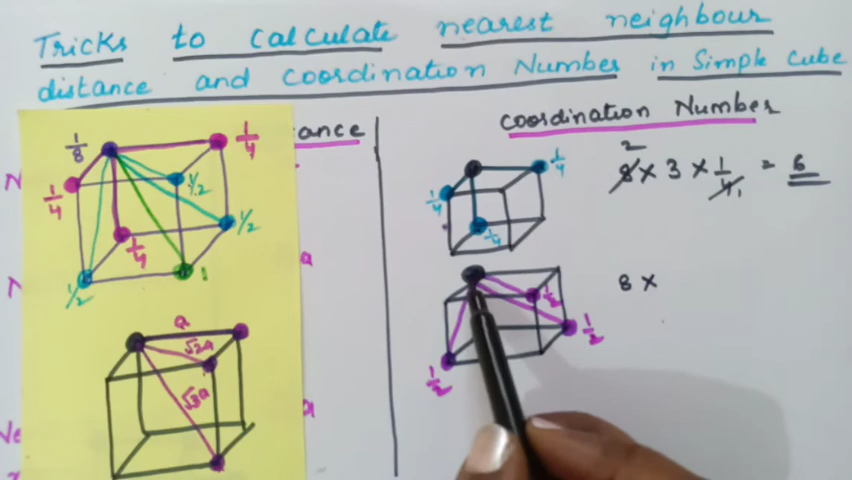 Tricks to calculate nearest neighbour
distance and coordination Number in Simple cube
ance
coordination Number
1/8
1/4
1/4
1/2
1/2
1/4
1/2
1
a
√2a
√3a
N
a
N
a
Ne
1/4
1/4
1/4
2
8 × 3 × 1/4 1 = 6
1/2
1/2
1/2
8 ×